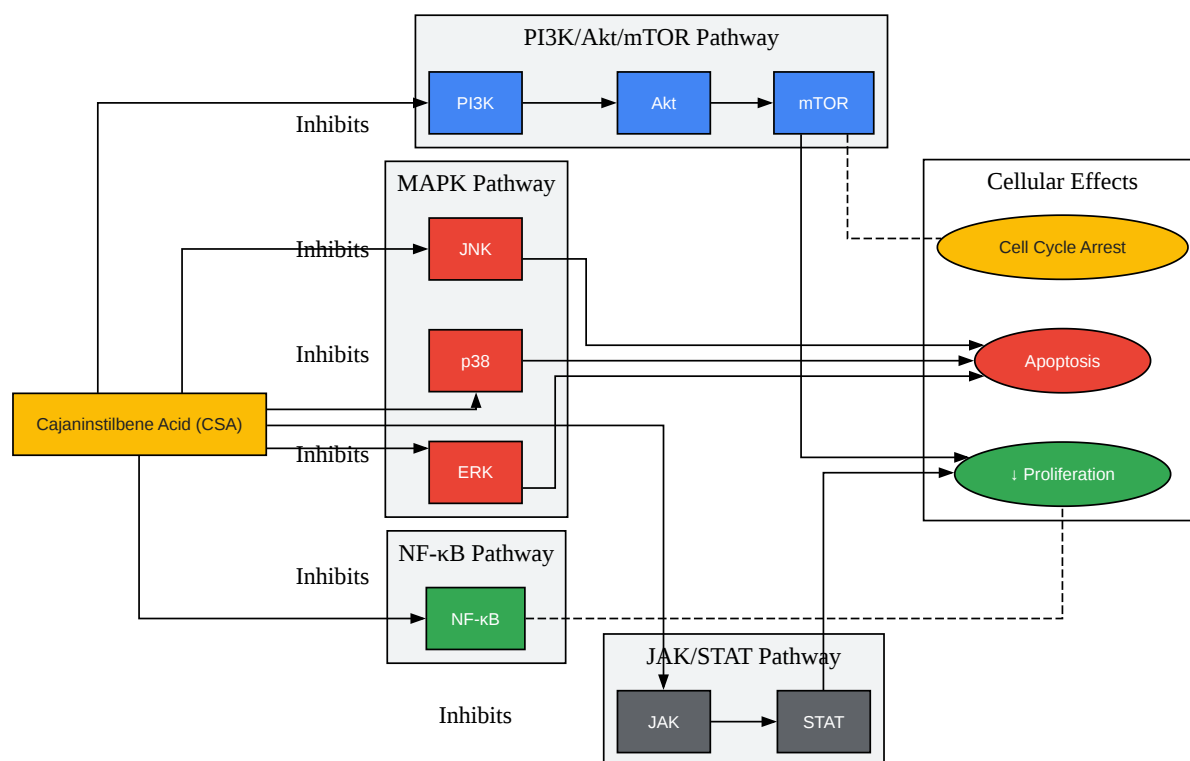 PI3K/Akt/mTOR Pathway
PI3K
Akt
mTOR
Inhibits
MAPK Pathway
Cellular Effects
JNK
Inhibits
Cell Cycle Arrest
p38
Inhibits
Apoptosis
Cajaninstilbene Acid (CSA)
ERK
Inhibits
↓ Proliferation
NF-κB Pathway
Inhibits
NF-κB
JAK/STAT Pathway
Inhibits
JAK
STAT